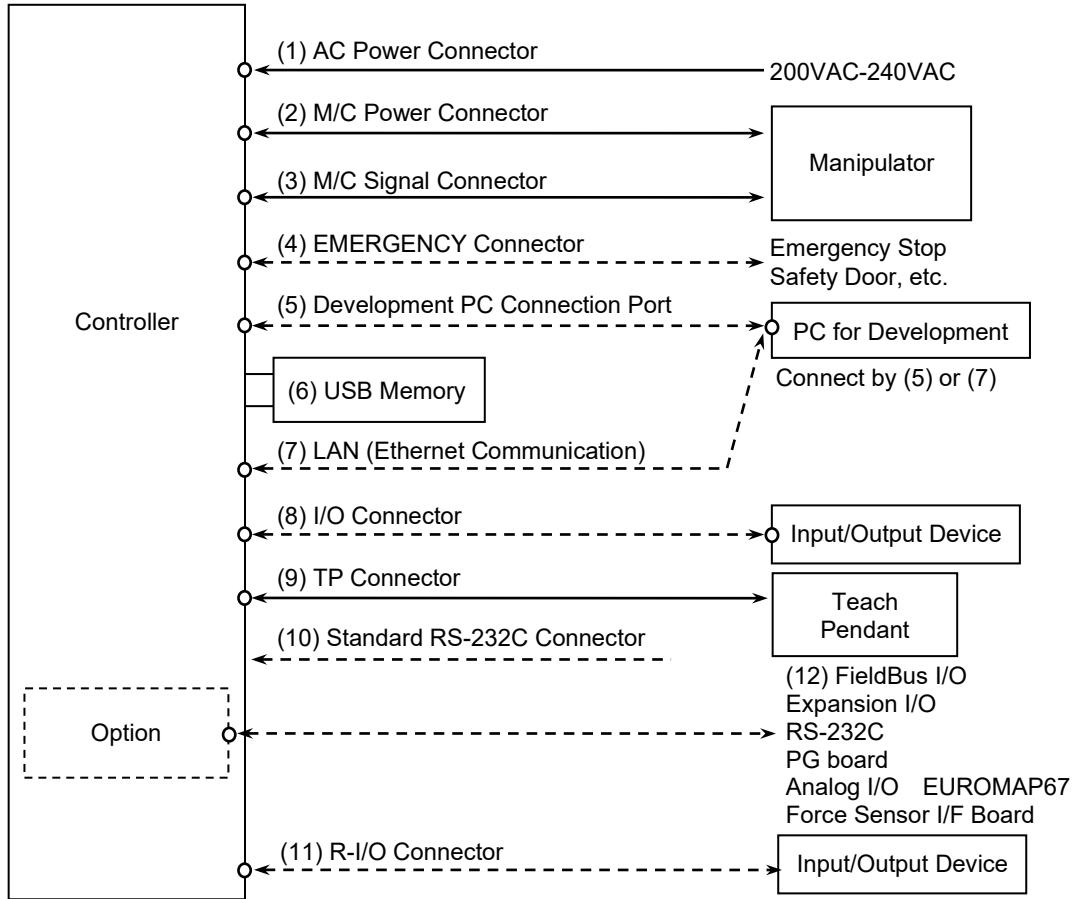 (1) AC Power Connector
200VAC-240VAC
(2) M/C Power Connector
Manipulator
(3) M/C Signal Connector
(4) EMERGENCY Connector
Emergency Stop
Safety Door, etc.
(5) Development PC Connection Port
Controller
PC for Development
Connect by (5) or (7)
(6) USB Memory
(7) LAN (Ethernet Communication)
(8) I/O Connector
Input/Output Device
(9) TP Connector
Teach
Pendant
(10) Standard RS-232C Connector
(12) FieldBus I/O
Expansion I/O
Option
RS-232C
PG board
Analog I/O EUROMAP67
Force Sensor I/F Board
(11) R-I/O Connector
Input/Output Device